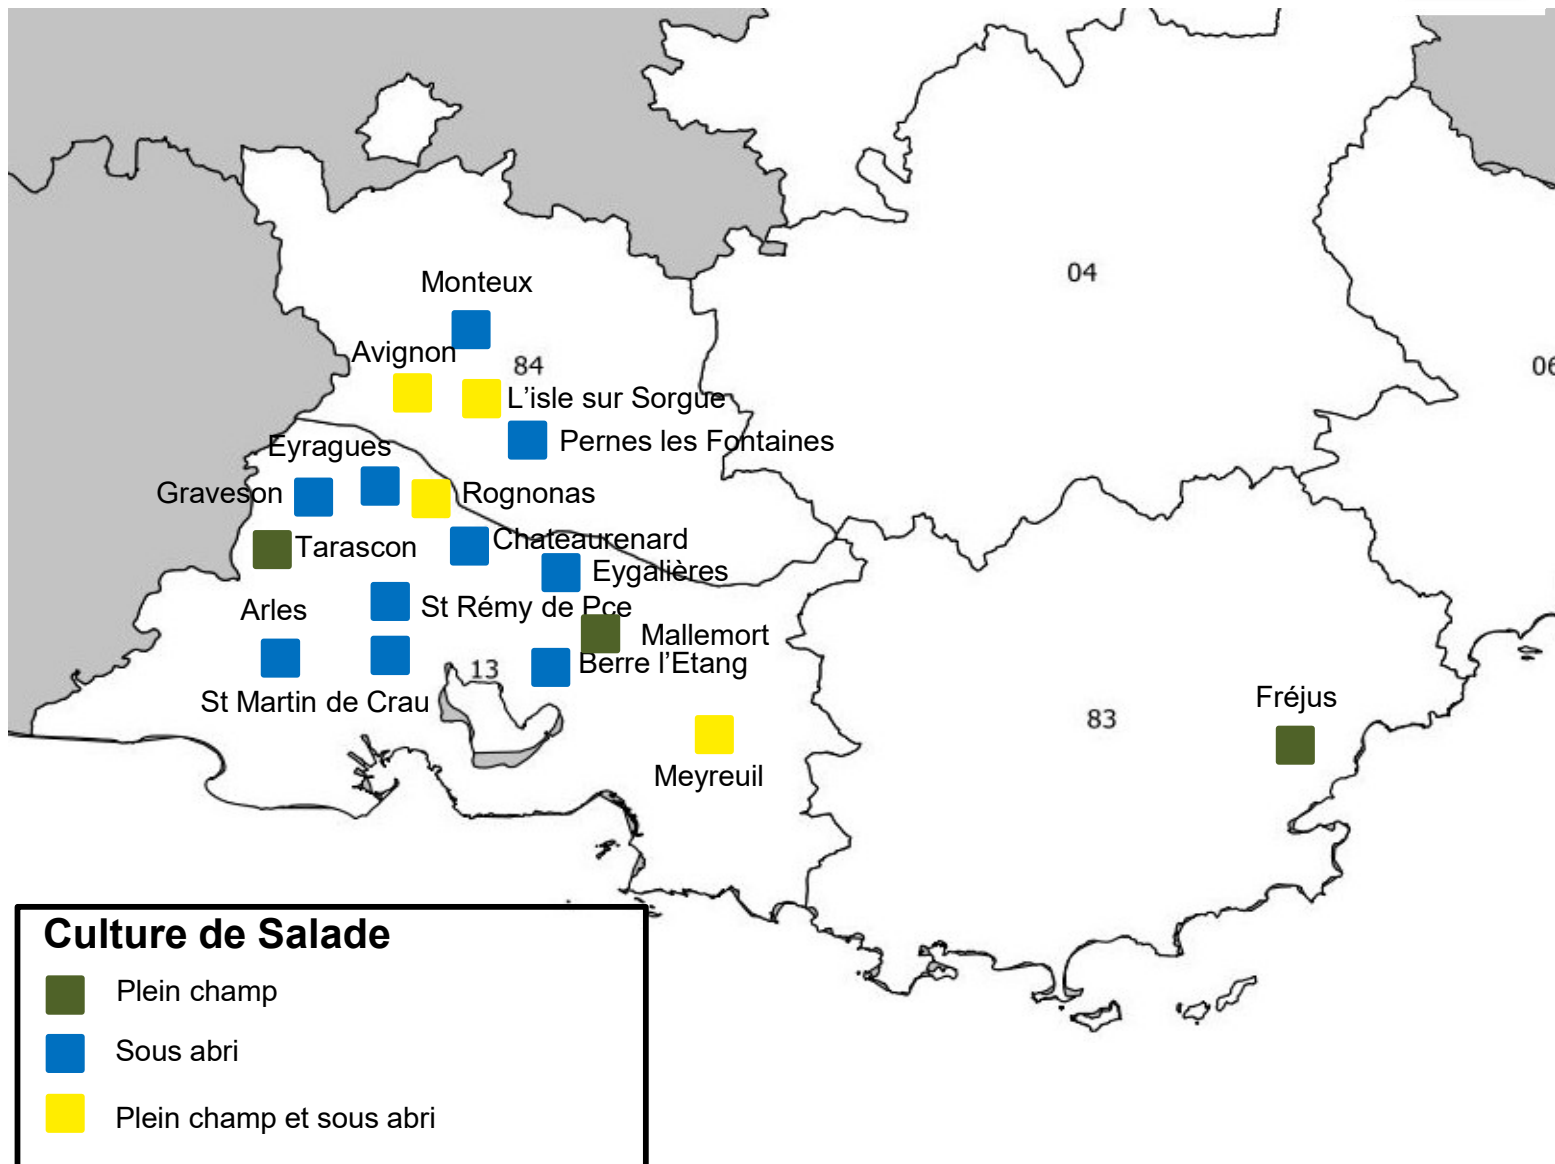 04
Monteux
Avignon
84
06
L’isle sur Sorgue
Pernes les Fontaines
Eyragues
Graveson
Rognonas
Chateaurenard
Tarascon
Eygalières
Arles
St Rémy de Pce
Mallemort
Berre l’Etang
13
St Martin de Crau
Fréjus
83
Meyreuil
Culture de Salade
Plein champ
Sous abri
Plein champ et sous abri